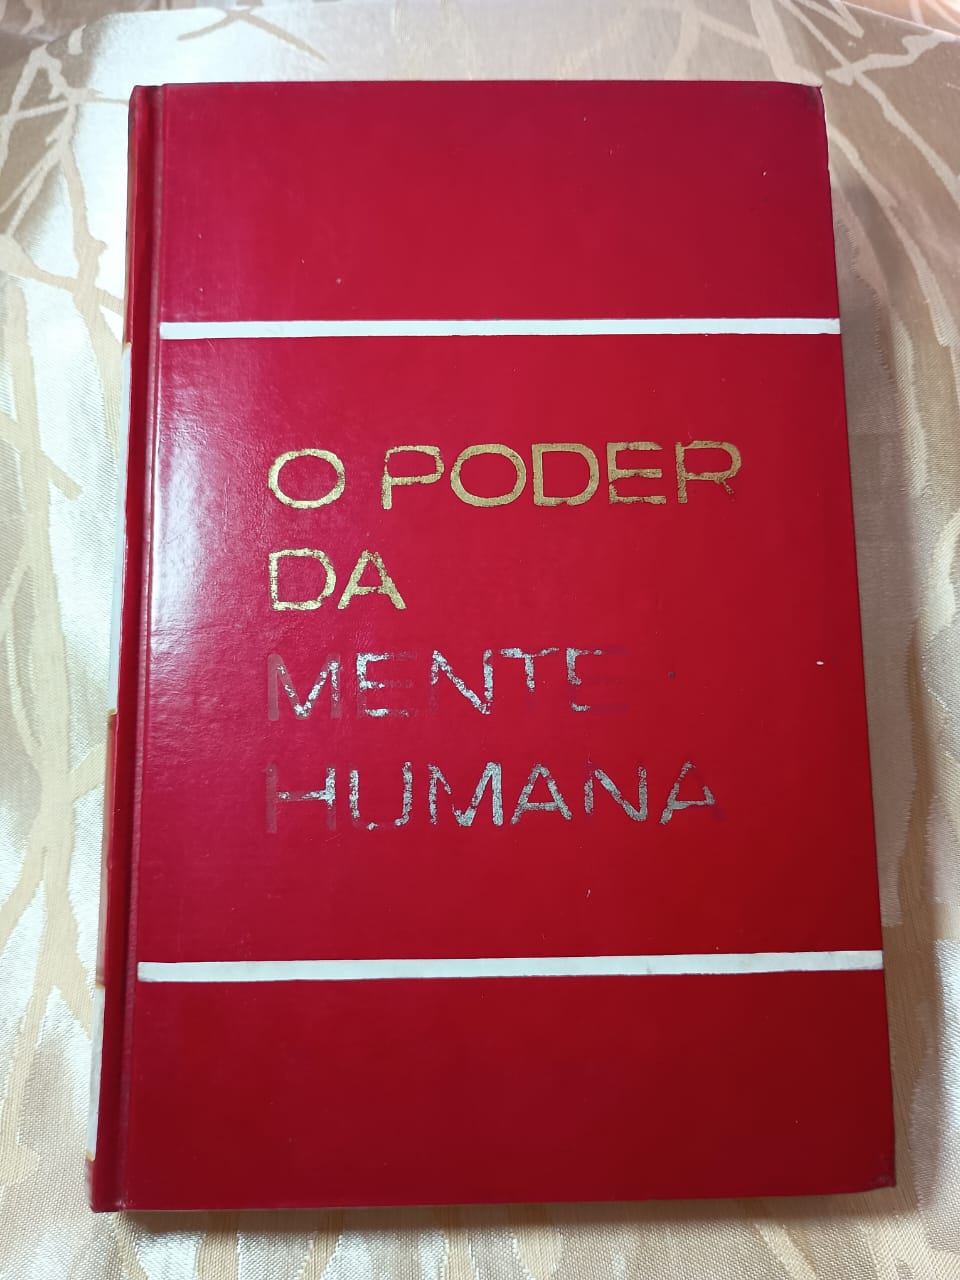 O PODER
DA
MENTE
HUMANA